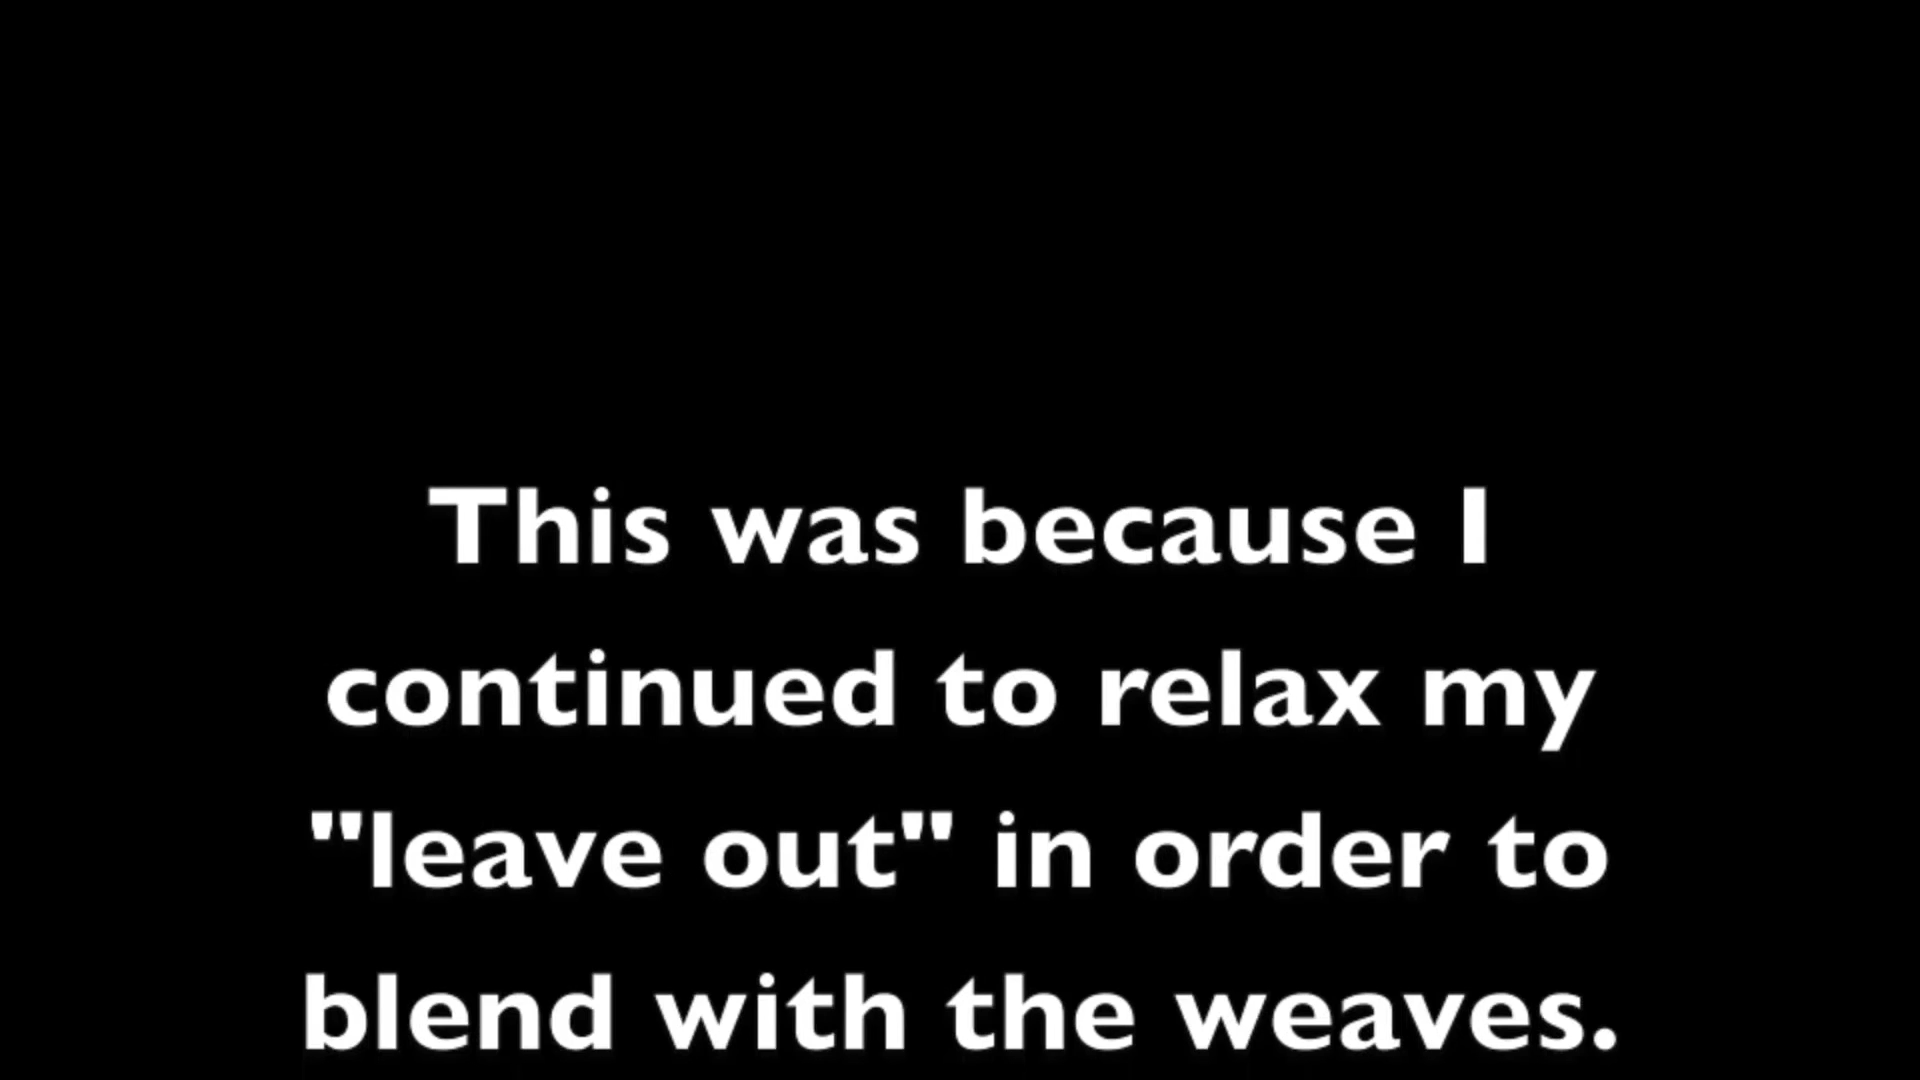 This was because I
continued to relax my
"leave out" in order to
blend with the weaves.